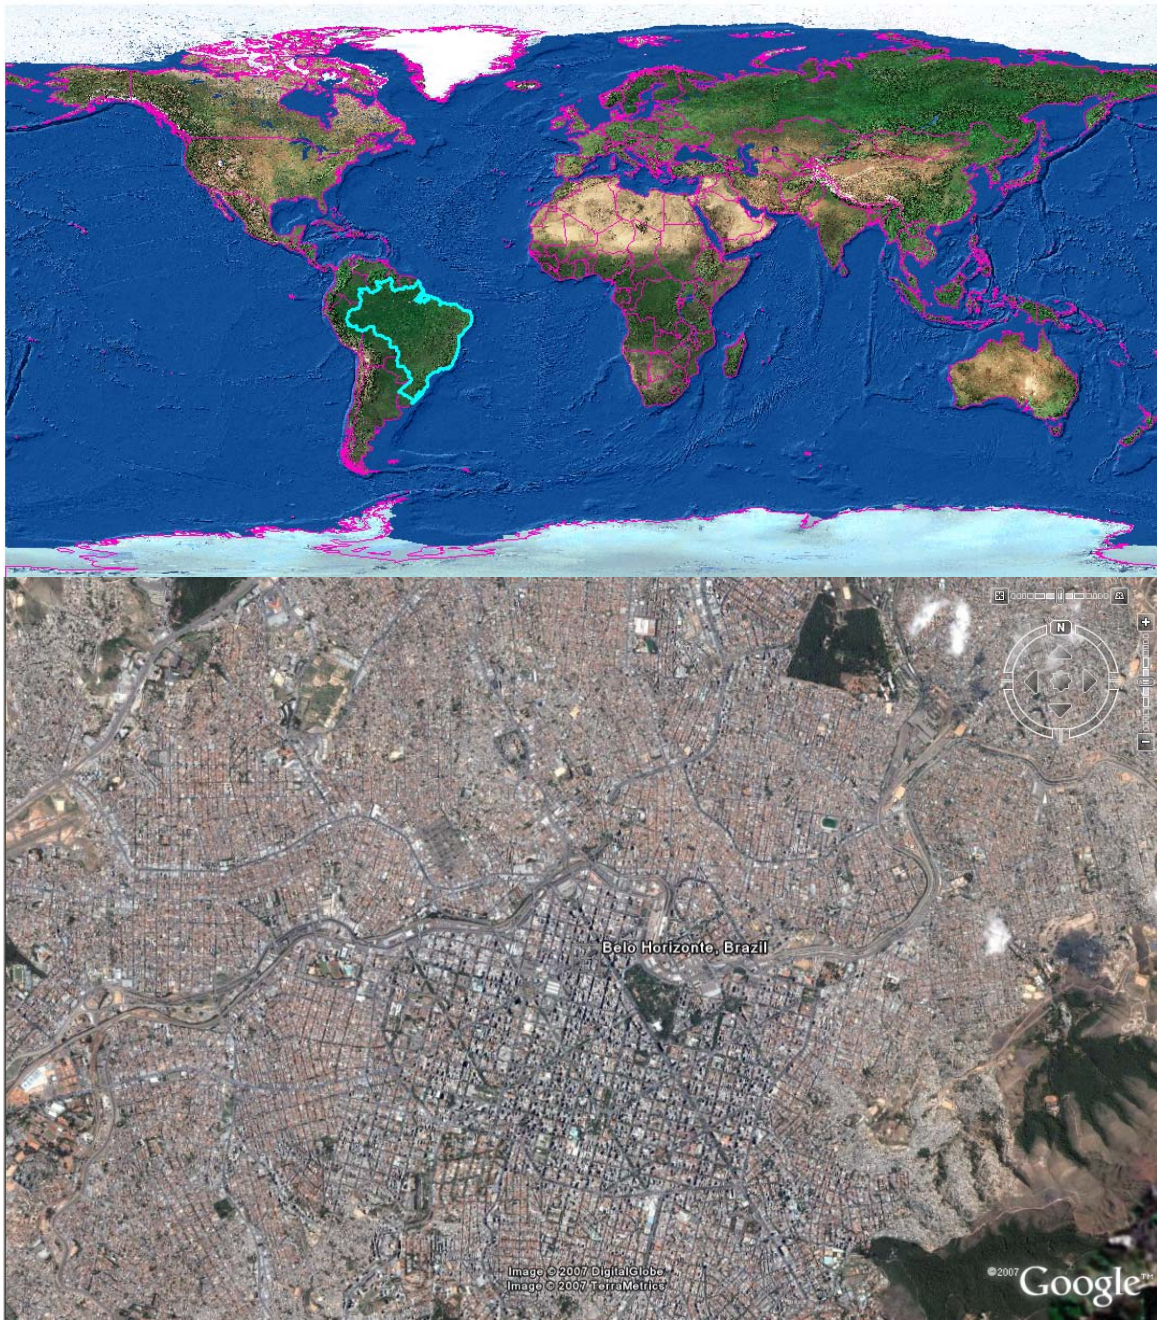 N
Belo Horizonte, Brazil
Image © 2007 DigitalGlobe
Image © 2007 TerraMetrics
©2007 Google™